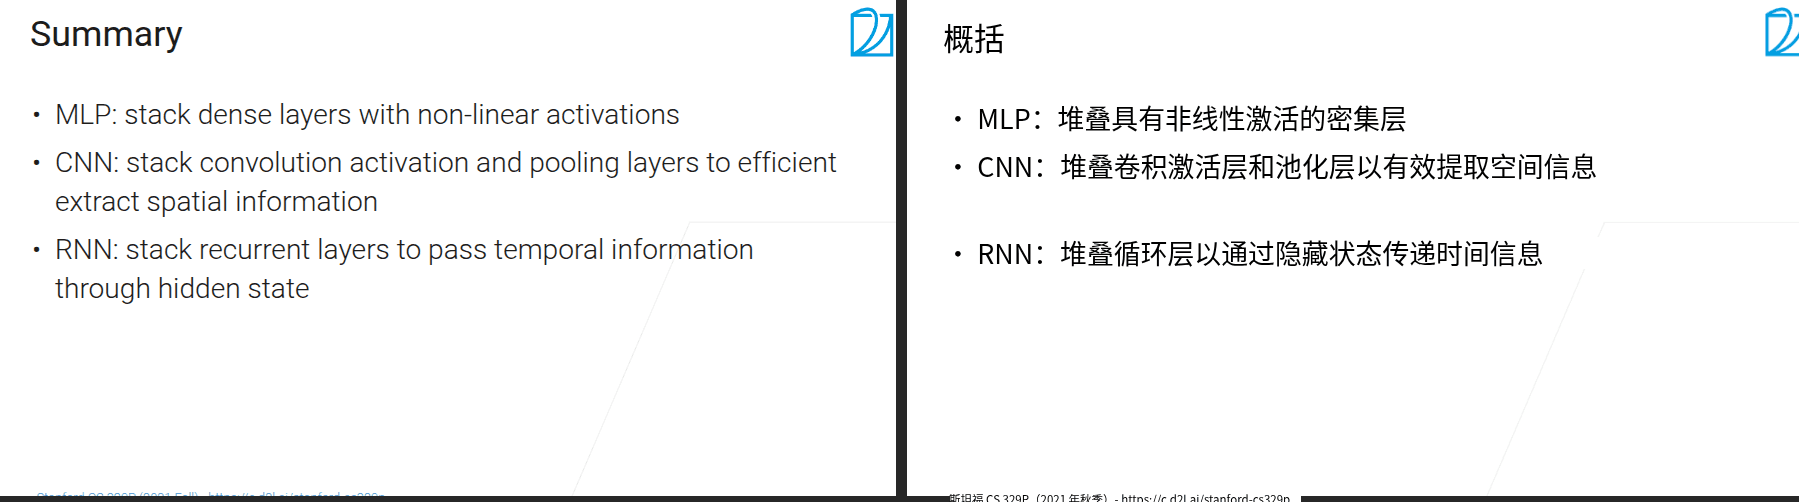 Summary
MLP: stack dense layers with non-linear activations
CNN: stack convolution activation and pooling layers to efficient
extract spatial information
RNN: stack recurrent layers to pass temporal information
through hidden state
Stanford CS 329P (2021 Fall) - https://c.d2l.ai/stanford-cs329p
概括
MLP：堆叠具有非线性激活的密集层
CNN：堆叠卷积激活层和池化层以有效提取空间信息
RNN：堆叠循环层以通过隐藏状态传递时间信息
斯坦福 CS 329P（2021 年秋季）- https://c.d2l.ai/stanford-cs329p